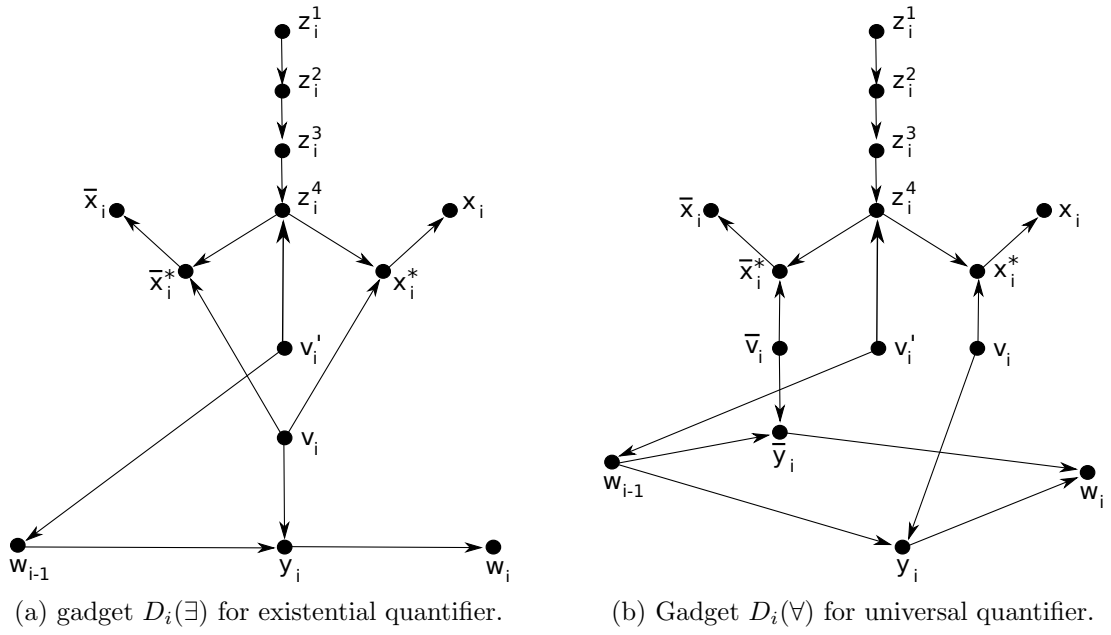 z_i^1 z_i^1
z_i^2 z_i^2
z_i^3 z_i^3
x̅_i z_i^4 x_i x̅_i z_i^4 x_i
x̅_i^* x_i^* x̅_i^* x_i^*
v_i' v̅_i v_i' v_i
v_i
y̅_i
w_{i-1} w_i
w_{i-1} y_i w_i y_i
(a) gadget D_i(∃) for existential quantifier. (b) Gadget D_i(∀) for universal quantifier.